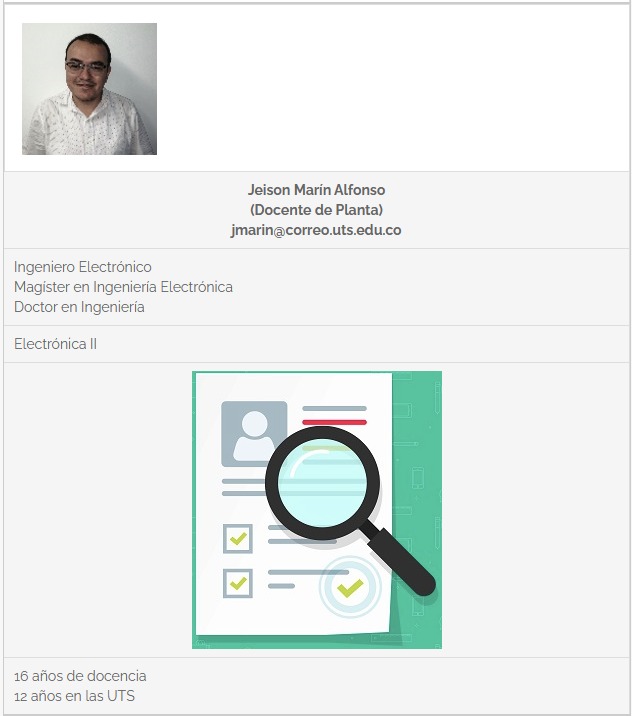 Jeison Marín Alfonso
(Docente de Planta)
jmarin@correo.uts.edu.co
Ingeniero Electrónico
Magíster en Ingeniería Electrónica
Doctor en Ingeniería
Electrónica II
16 años de docencia
12 años en las UTS